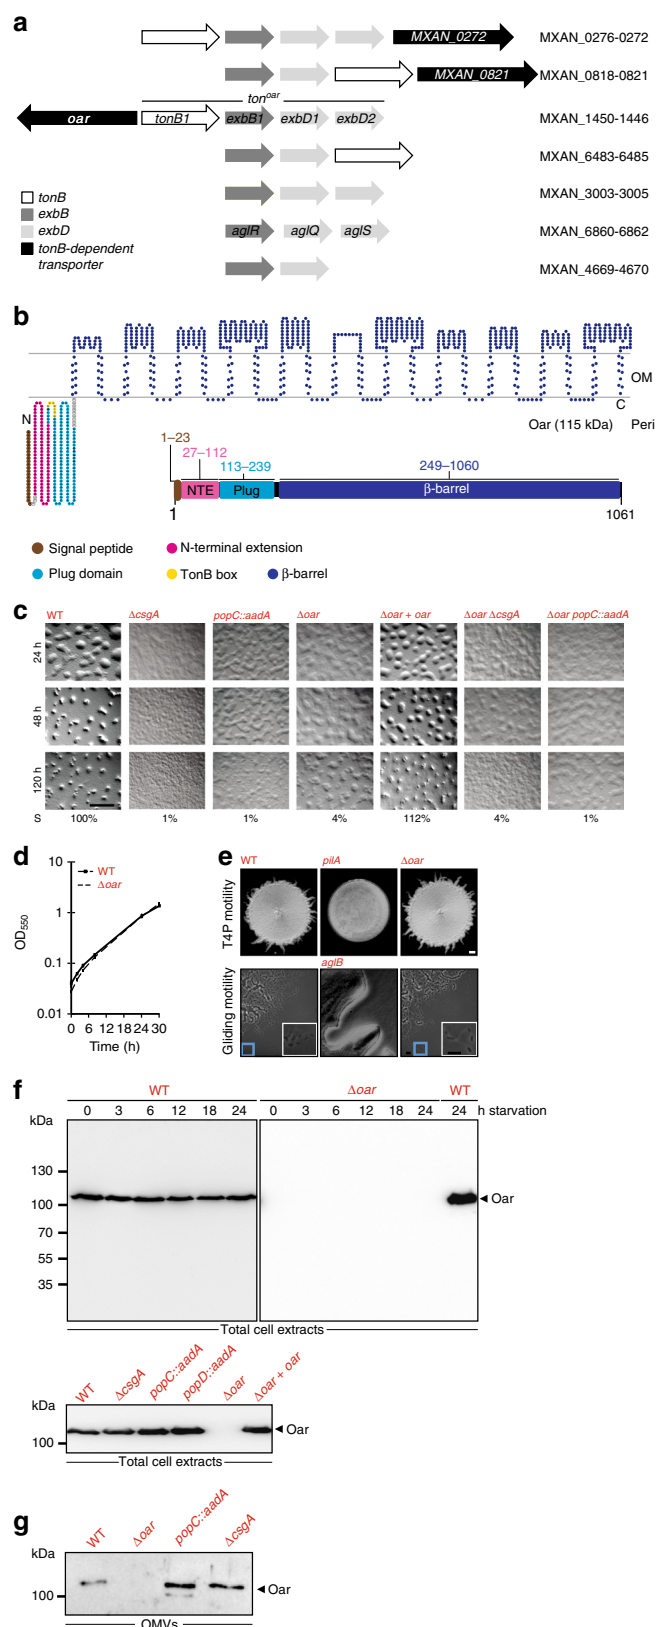 a
MXAN_0272 MXAN_0276-0272
MXAN_0821 MXAN_0818-0821
ton^oar
oar tonB1 exbB1 exbD1 exbD2 MXAN_1450-1446
MXAN_6483-6485
MXAN_3003-3005
aglR aglQ aglS MXAN_6860-6862
MXAN_4669-4670
tonB
exbB
exbD
tonB-dependent
transporter
b
OM
N
C
Oar (115 kDa) Peri
1–23
27–112
113–239
249–1060
NTE Plug β-barrel
1
1061
Signal peptide N-terminal extension
Plug domain TonB box β-barrel
c
WT ΔcsgA popC::aadA Δoar Δoar + oar Δoar ΔcsgA Δoar popC::aadA
24 h
48 h
120 h
S 100% 1% 1% 4% 112% 4% 1%
d
10
1
0.1
0.01
OD550
WT
Δoar
0 6 12 18 24 30
Time (h)
e
WT pilA Δoar
T4P motility
aglB
Gliding motility
f
WT Δoar WT
0 3 6 12 18 24 0 3 6 12 18 24 24 h starvation
kDa
130
100
70
55
35
Oar
Total cell extracts
WT ΔcsgA popC::aadA popD::aadA Δoar Δoar + oar
kDa
100
Oar
Total cell extracts
g
WT Δoar popC::aadA ΔcsgA
kDa
100
Oar
OMVs